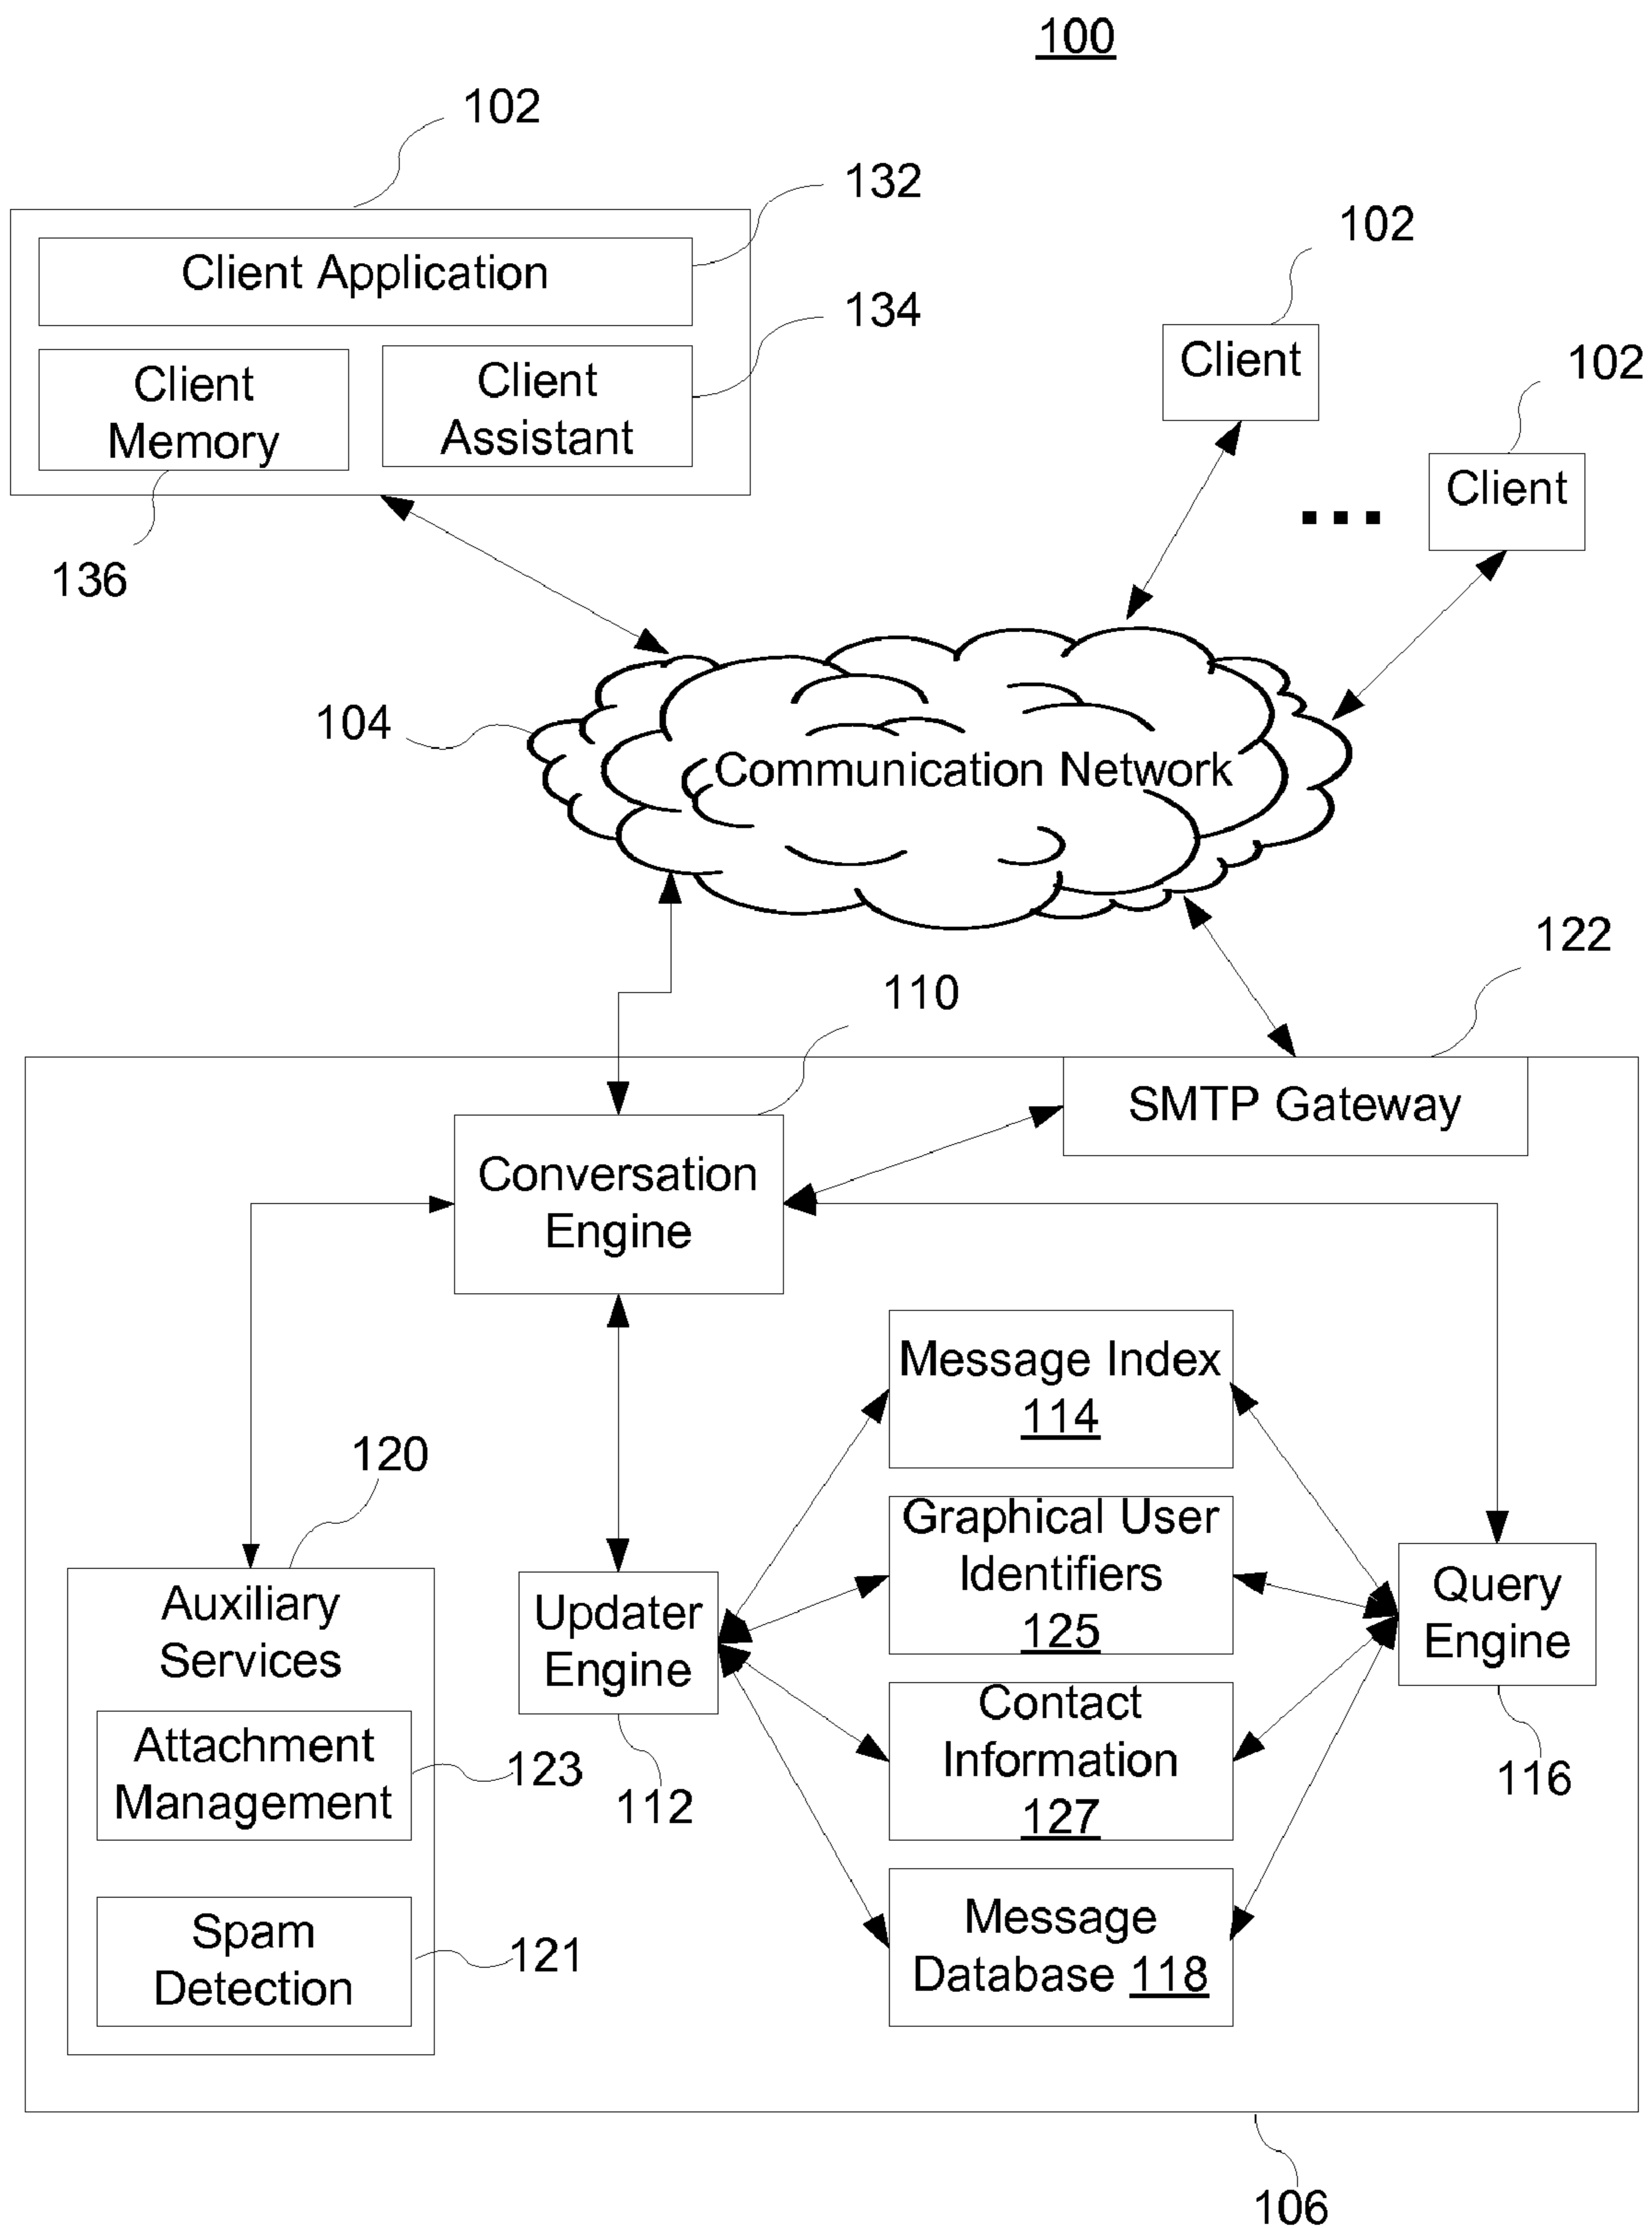 100
102
132
Client Application
134
Client
Memory
Client
Assistant
136
102
Client
102
Client
104
Communication Network
122
110
SMTP Gateway
Conversation
Engine
Message Index
114
120
Graphical User
Identifiers
125
Auxiliary
Services
Updater
Engine
Query
Engine
Attachment
Management
123
112
Contact
Information
127
116
Spam
Detection
121
Message
Database 118
106